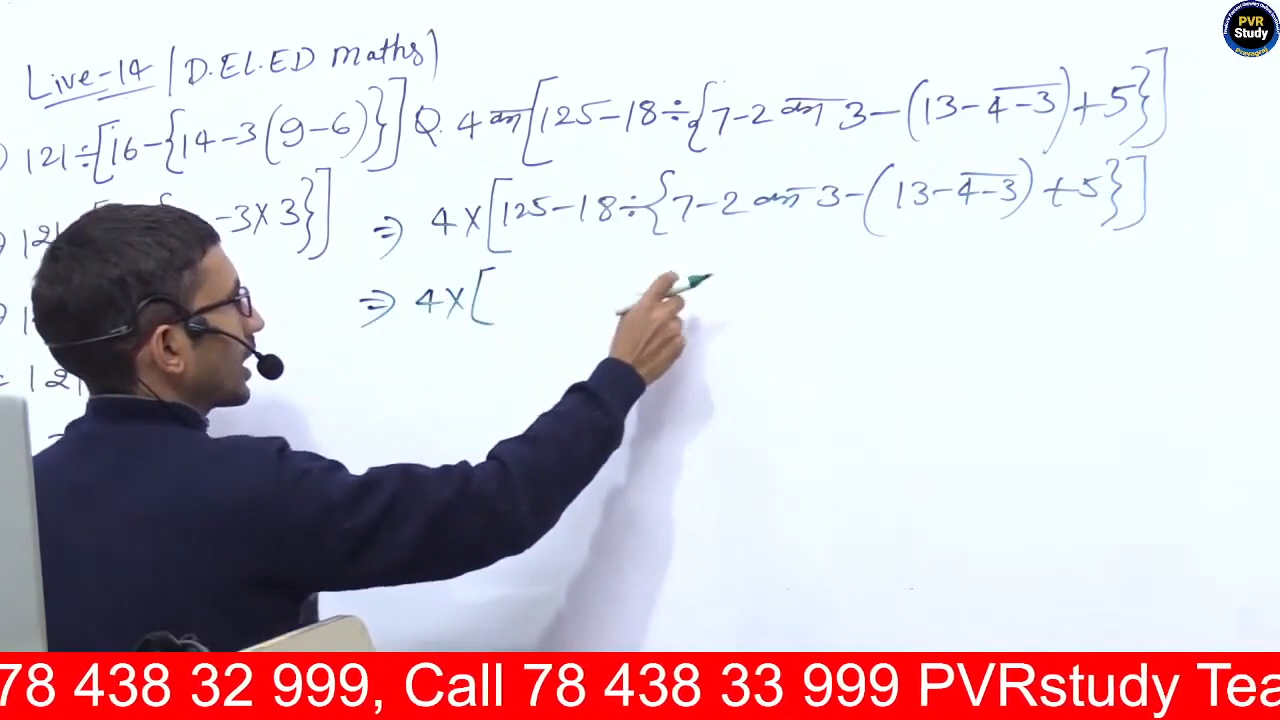 Live-14 (D.EL.ED Maths)
121÷[16-{14-3(9-6)}]
Q. 4 का [125-18÷{7-2 का 3-(13-4-3)+5}]
-3×3}]
⇒ 4×[125-18÷{7-2 का 3-(13-4-3)+5}]
⇒ 4×[
= 121
PVR
Study
Prayagraj
78 438 32 999, Call 78 438 33 999 PVRstudy Tea